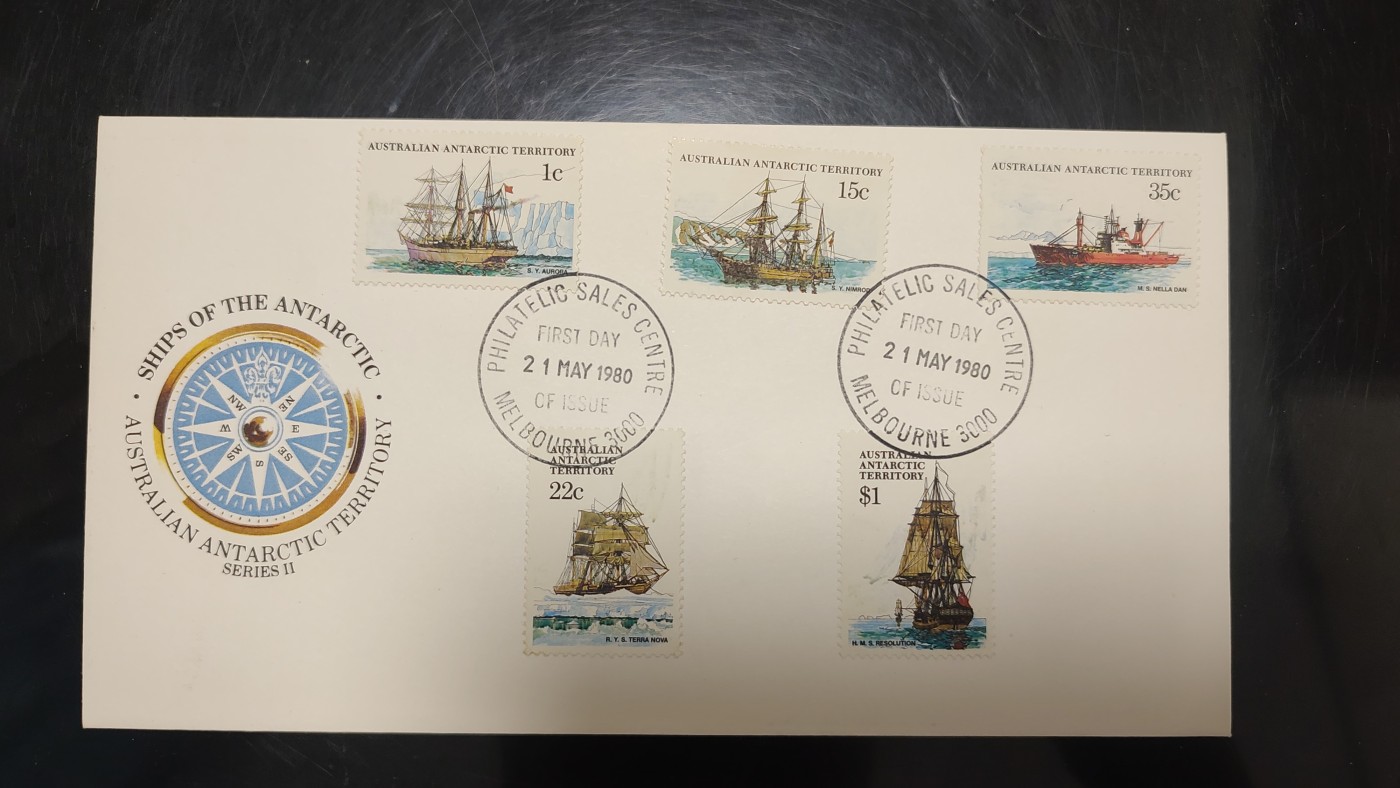 AUSTRALIAN ANTARCTIC TERRITORY
1c
S. Y. AURORA
AUSTRALIAN ANTARCTIC TERRITORY
15c
S. Y. NIMROD
AUSTRALIAN ANTARCTIC TERRITORY
35c
M. S. NELLA DAN
SHIPS OF THE ANTARCTIC
NW NE
W E
SW SE
S
AUSTRALIAN ANTARCTIC TERRITORY
SERIES II
PHILATELIC SALES CENTRE
FIRST DAY
21 MAY 1980
OF ISSUE
MELBOURNE 3000
PHILATELIC SALES CENTRE
FIRST DAY
21 MAY 1980
OF ISSUE
MELBOURNE 3000
AUSTRALIAN
ANTARCTIC
TERRITORY
22c
R. Y. S. TERRA NOVA
AUSTRALIAN
ANTARCTIC
TERRITORY
$1
H. M. S. RESOLUTION